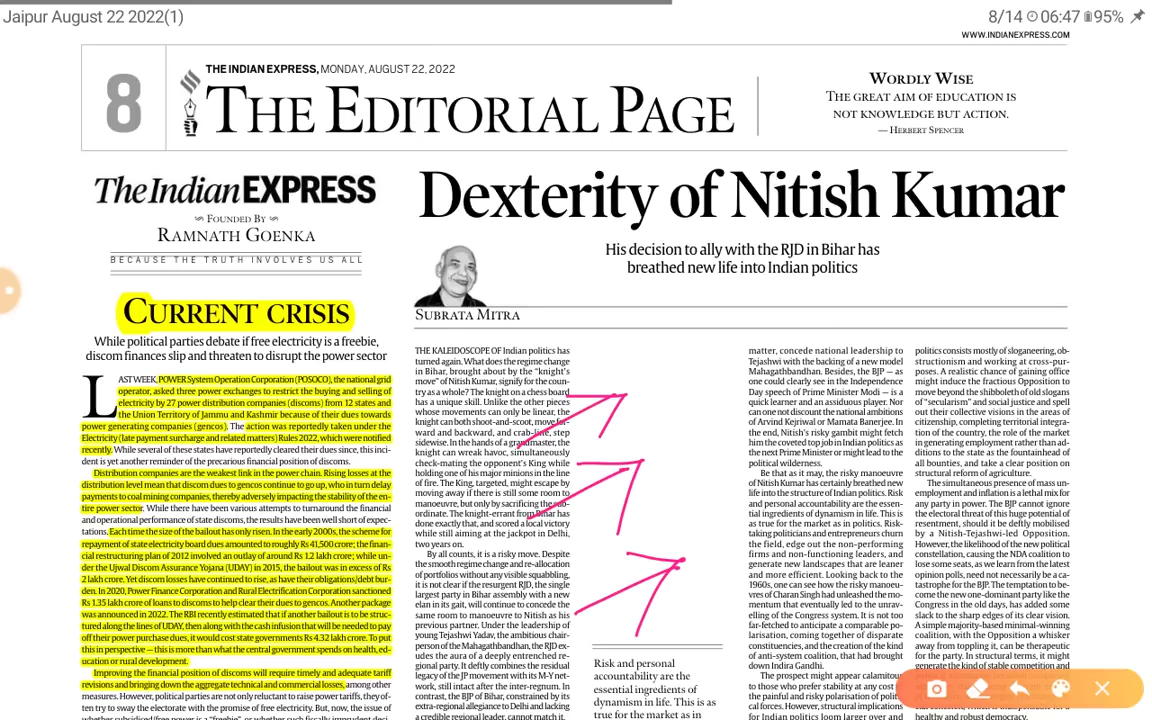 Jaipur August 22 2022(1)
8/14 06:47 95%
WWW.INDIANEXPRESS.COM
8
THE INDIAN EXPRESS, MONDAY, AUGUST 22, 2022
THE EDITORIAL PAGE
WORDLY WISE
THE GREAT AIM OF EDUCATION IS
NOT KNOWLEDGE BUT ACTION.
— HERBERT SPENCER
The Indian EXPRESS
FOUNDED BY
RAMNATH GOENKA
BECAUSE THE TRUTH INVOLVES US ALL
CURRENT CRISIS
While political parties debate if free electricity is a freebie,
discom finances slip and threaten to disrupt the power sector
LAST WEEK, POWER System Operation Corporation (POSOCO), the national grid
operator, asked three power exchanges to restrict the buying and selling of
electricity by 27 power distribution companies (discoms) from 12 states and
the Union Territory of Jammu and Kashmir because of their dues towards
power generating companies (gencos). The action was reportedly taken under the
Electricity (late payment surcharge and related matters) Rules 2022, which were notified
recently. While several of these states have reportedly cleared their dues since, this inci-
dent is yet another reminder of the precarious financial position of discoms.
Distribution companies are the weakest link in the power chain. Rising losses at the
distribution level mean that discom dues to gencos continue to go up, who in turn delay
payments to coal mining companies, thereby adversely impacting the stability of the en-
tire power sector. While there have been various attempts to turnaround the financial
and operational performance of state discoms, the results have been well short of expec-
tations. Each time the size of the bailout has only risen. In the early 2000s, the scheme for
repayment of state electricity board dues amounted to roughly Rs 41,500 crore; the finan-
cial restructuring plan of 2012 involved an outlay of around Rs 1.2 lakh crore; while un-
der the Ujwal Discom Assurance Yojana (UDAY) in 2015, the bailout was in excess of Rs
2 lakh crore. Yet discom losses have continued to rise, as have their obligations/debt bur-
den. In 2020, Power Finance Corporation and Rural Electrification Corporation sanctioned
Rs 1.35 lakh crore of loans to discoms to help clear their dues to gencos. Another package
was announced in 2022. The RBI recently estimated that if another bailout is to be struc-
tured along the lines of UDAY, then along with the cash infusion that will be needed to pay
off their power purchase dues, it would cost state governments Rs 4.32 lakh crore. To put
this in perspective — this is more than what the central government spends on health, ed-
ucation or rural development.
Improving the financial position of discoms will require timely and adequate tariff
revisions and bringing down the aggregate technical and commercial losses, among other
measures. However, political parties are not only reluctant to raise power tariffs, they of-
ten try to sway the electorate with the promise of free electricity. But, now, the issue of
Dexterity of Nitish Kumar
His decision to ally with the RJD in Bihar has
breathed new life into Indian politics
SUBRATA MITRA
THE KALEIDOSCOPE OF Indian politics has
turned again. What does the regime change
in Bihar, brought about by the “knight’s
move” of Nitish Kumar, signify for the coun-
try as a whole? The knight on a chess board
has a unique skill. Unlike the other pieces
whose movements can only be linear, the
knight can both shoot-and-scoot, move for-
ward and backward, and crab-like, step
sidewise. In the hands of a grandmaster, the
knight can wreak havoc, simultaneously
check-mating the opponent’s King while
holding one of his major minions in the line
of fire. The King, targeted, might escape by
moving away if there is still some room to
manoeuvre, but only by sacrificing the sub-
ordinate. The knight-errant from Bihar has
done exactly that, and scored a local victory
while still aiming at the jackpot in Delhi,
two years on.
By all counts, it is a risky move. Despite
the smooth regime change and re-allocation
of portfolios without any visible squabbling,
it is not clear if the resurgent RJD, the single
largest party in Bihar assembly with a new
elan in its gait, will continue to concede the
same room to manoeuvre to Nitish as his
previous partner. Under the leadership of
young Tejashwi Yadav, the ambitious chair-
person of the Mahagathbandhan, the RJD ex-
udes the aura of a deeply entrenched re-
gional party. It deftly combines the residual
legacy of the JP movement with its M-Y net-
work, still intact after the inter-regnum. In
contrast, the BJP of Bihar, constrained by its
extra-regional allegiance to Delhi and lacking
a credible regional leader, cannot match it.
Risk and personal
accountability are the
essential ingredients of
dynamism in life. This is as
true for the market as in
matter, concede national leadership to
Tejashwi with the backing of a new model
Mahagathbandhan. Besides, the BJP — as
one could clearly see in the Independence
Day speech of Prime Minister Modi — is a
quick learner and an assiduous player. Nor
can one not discount the national ambitions
of Arvind Kejriwal or Mamata Banerjee. In
the end, Nitish’s risky gambit might fetch
him the coveted top job in Indian politics as
the next Prime Minister or might lead to the
political wilderness.
Be that as it may, the risky manoeuvre
of Nitish Kumar has certainly breathed new
life into the structure of Indian politics. Risk
and personal accountability are the essen-
tial ingredients of dynamism in life. This is
as true for the market as in politics. Risk-
taking politicians and entrepreneurs churn
the field, edge out the non-performing
firms and non-functioning leaders, and
generate new landscapes that are leaner
and more efficient. Looking back to the
1960s, one can see how the risky manoeu-
vres of Charan Singh had unleashed the mo-
mentum that eventually led to the unrav-
elling of the Congress system. It is not too
far-fetched to anticipate a comparable po-
larisation, coming together of disparate
constituencies, and the creation of the kind
of anti-system coalition, that had brought
down Indira Gandhi.
The prospect might appear calamitous
to those who prefer stability at any cost
the painful and risky polarisation of polit
cal forces. However, structural implications
for Indian politics loom larger over and
politics consists mostly of sloganeering, ob-
structionism and working at cross-pur-
poses. A realistic chance of gaining office
might induce the fractious Opposition to
move beyond the shibboleth of old slogans
of “secularism” and social justice and spell
out their collective visions in the areas of
citizenship, completing territorial integra-
tion of the country, the role of the market
in generating employment rather than ad-
ditions to the state as the fountainhead of
all bounties, and take a clear position on
structural reform of agriculture.
The simultaneous presence of mass un-
employment and inflation is a lethal mix for
any party in power. The BJP cannot ignore
the electoral threat of this huge potential of
resentment, should it be deftly mobilised
by a Nitish-Tejashwi-led Opposition.
However, the likelihood of the new political
constellation, causing the NDA coalition to
lose some seats, as we learn from the latest
opinion polls, need not necessarily be a ca-
tastrophe for the BJP. The temptation to be-
come the new one-dominant party like the
Congress in the old days, has added some
slack to the sharp edges of its clear vision.
A simple majority-based minimal-winning
coalition, with the Opposition a whisker
away from toppling it, can be therapeutic
for the party. In structural terms, it might
generate the kind of stable competition and
healthy and robust democracy.